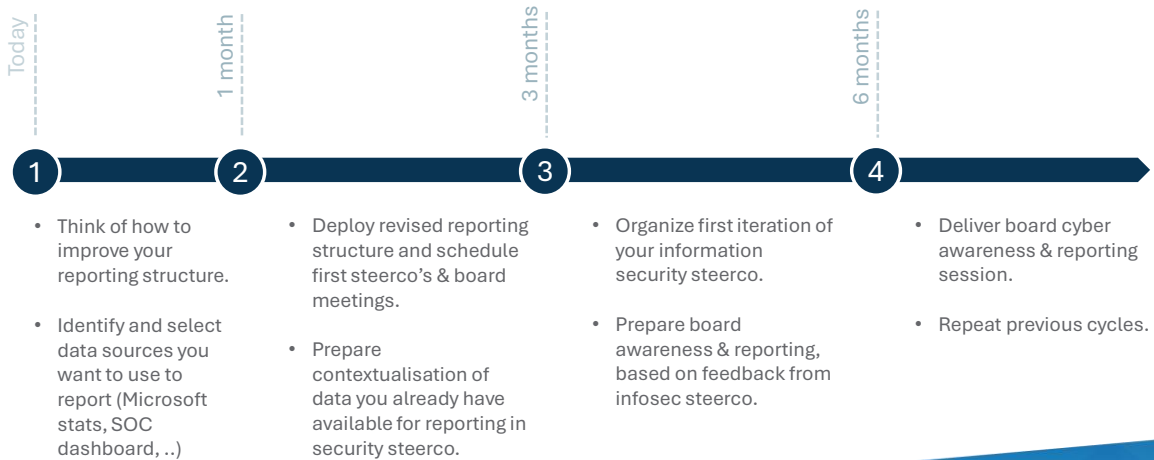 Today
1 month
3 months
6 months
1
2
3
4
• Think of how to
improve your
reporting structure.
• Identify and select
data sources you
want to use to
report (Microsoft
stats, SOC
dashboard, ..)
• Deploy revised reporting
structure and schedule
first steerco's & board
meetings.
• Prepare
contextualisation of
data you already have
available for reporting in
security steerco.
• Organize first iteration of
your information
security steerco.
• Prepare board
awareness & reporting,
based on feedback from
infosec steerco.
• Deliver board cyber
awareness & reporting
session.
• Repeat previous cycles.